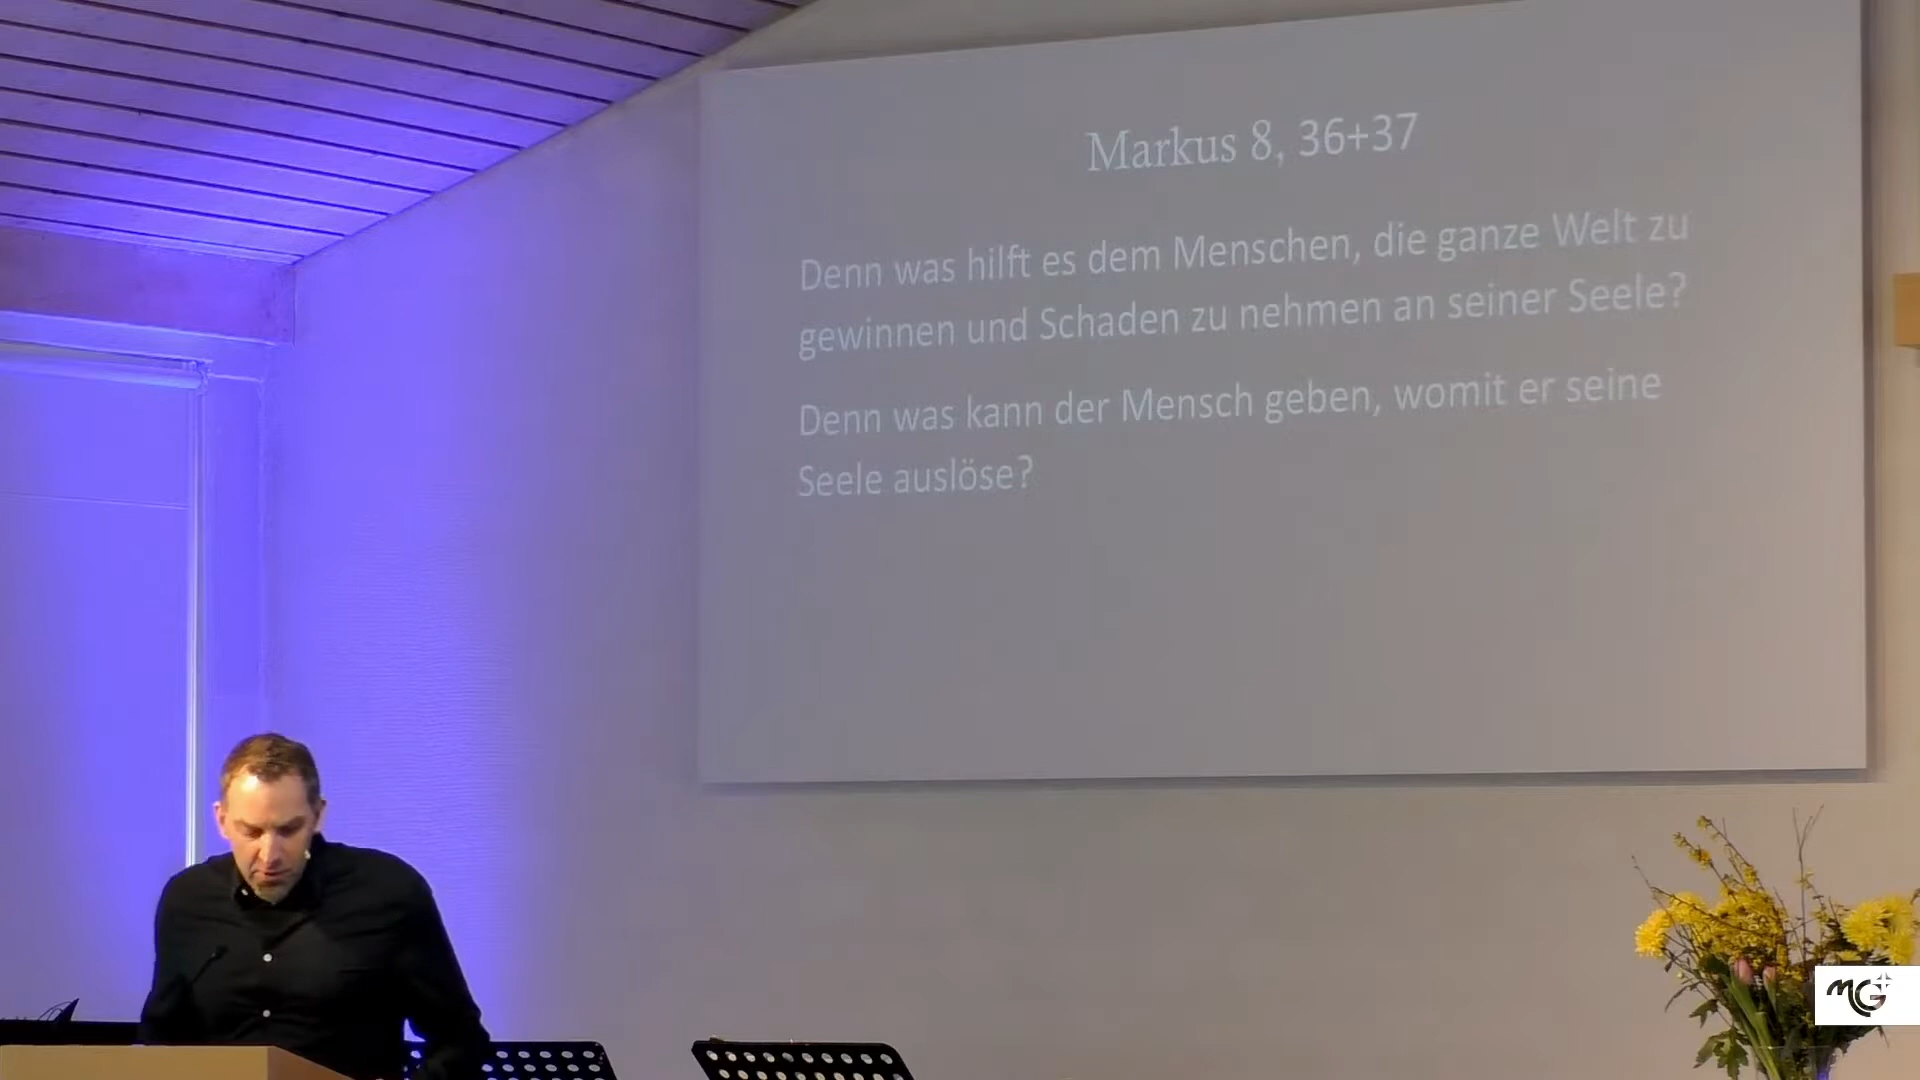 Markus 8, 36+37
Denn was hilft es dem Menschen, die ganze Welt zu
gewinnen und Schaden zu nehmen an seiner Seele?
Denn was kann der Mensch geben, womit er seine
Seele auslöse?
MG